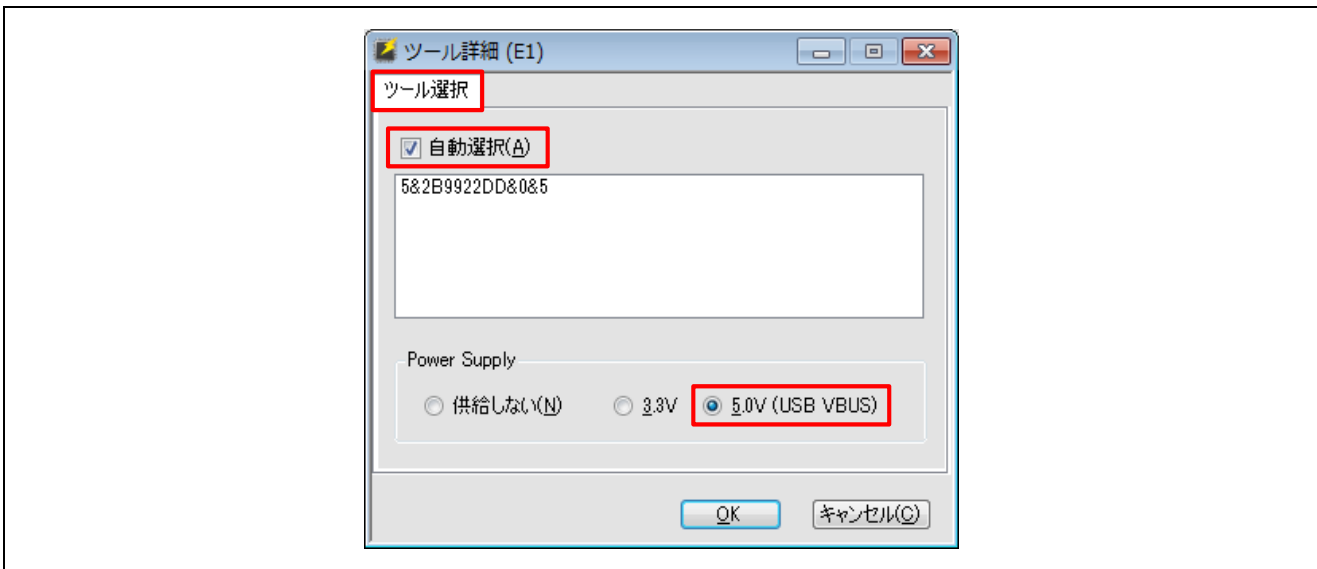 ツール詳細 (E1)
ツール選択
自動選択(A)
5&2B9922DD&0&5
Power Supply
供給しない(N) 3.3V 5.0V (USB VBUS)
OK キャンセル(C)